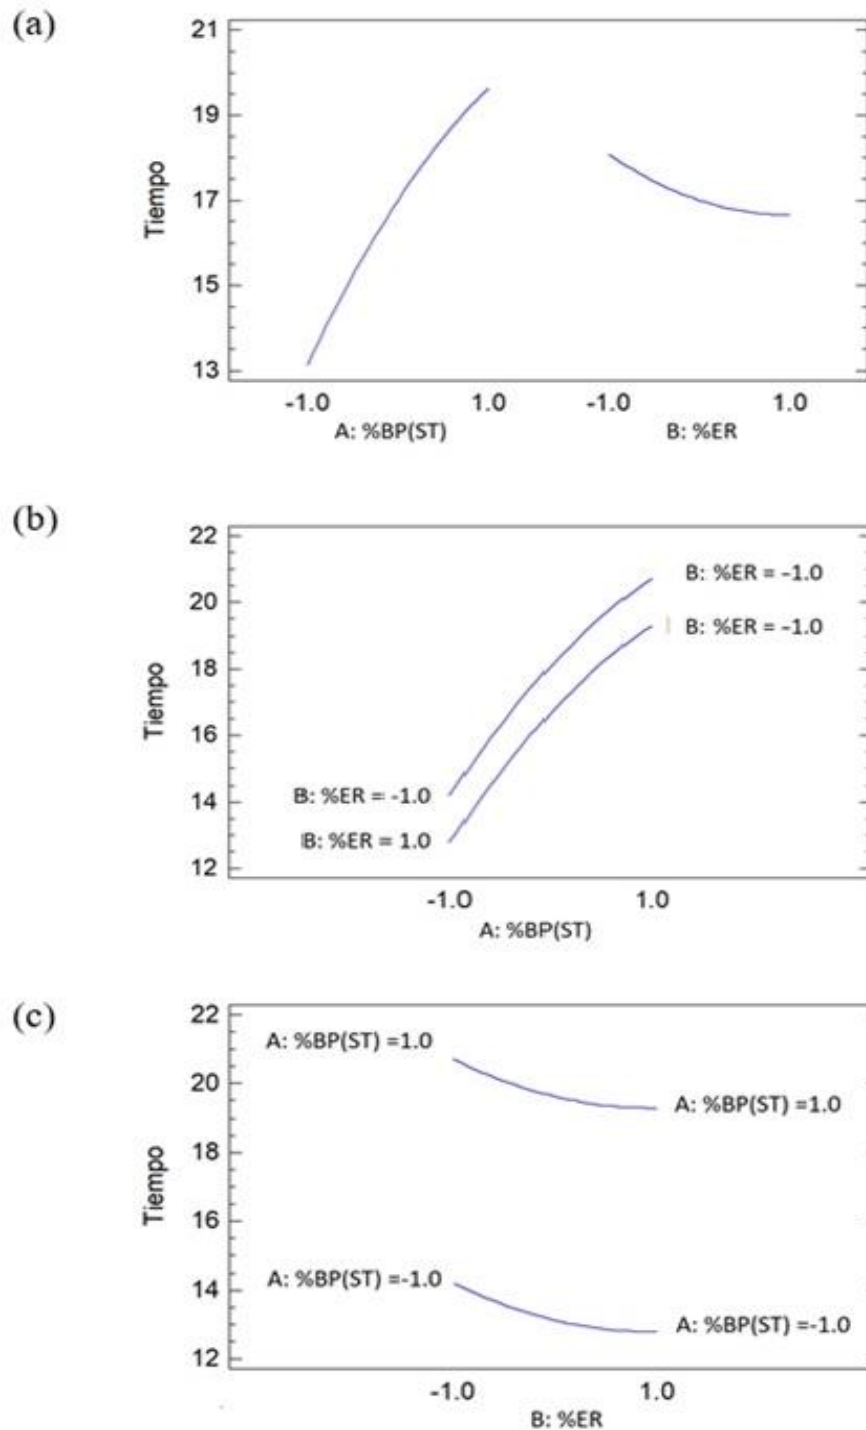 (a)
21
19
17
15
13
Tiempo
-1.0 1.0 -1.0 1.0
A: %BP(ST) B: %ER
(b)
22
20
18
16
14
12
Tiempo
B: %ER = -1.0
B: %ER = -1.0
B: %ER = -1.0
B: %ER = 1.0
-1.0 1.0
A: %BP(ST)
(c)
22
20
18
16
14
12
Tiempo
A: %BP(ST) =1.0
A: %BP(ST) =1.0
A: %BP(ST) =-1.0
A: %BP(ST) =-1.0
-1.0 1.0
B: %ER